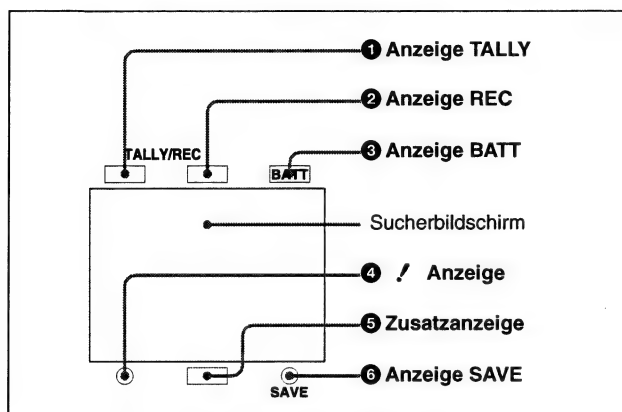 ❶ Anzeige TALLY
❷ Anzeige REC
TALLY/REC
❸ Anzeige BATT
BATT
Sucherbildschirm
❹ ! Anzeige
❺ Zusatzanzeige
❻ Anzeige SAVE
SAVE